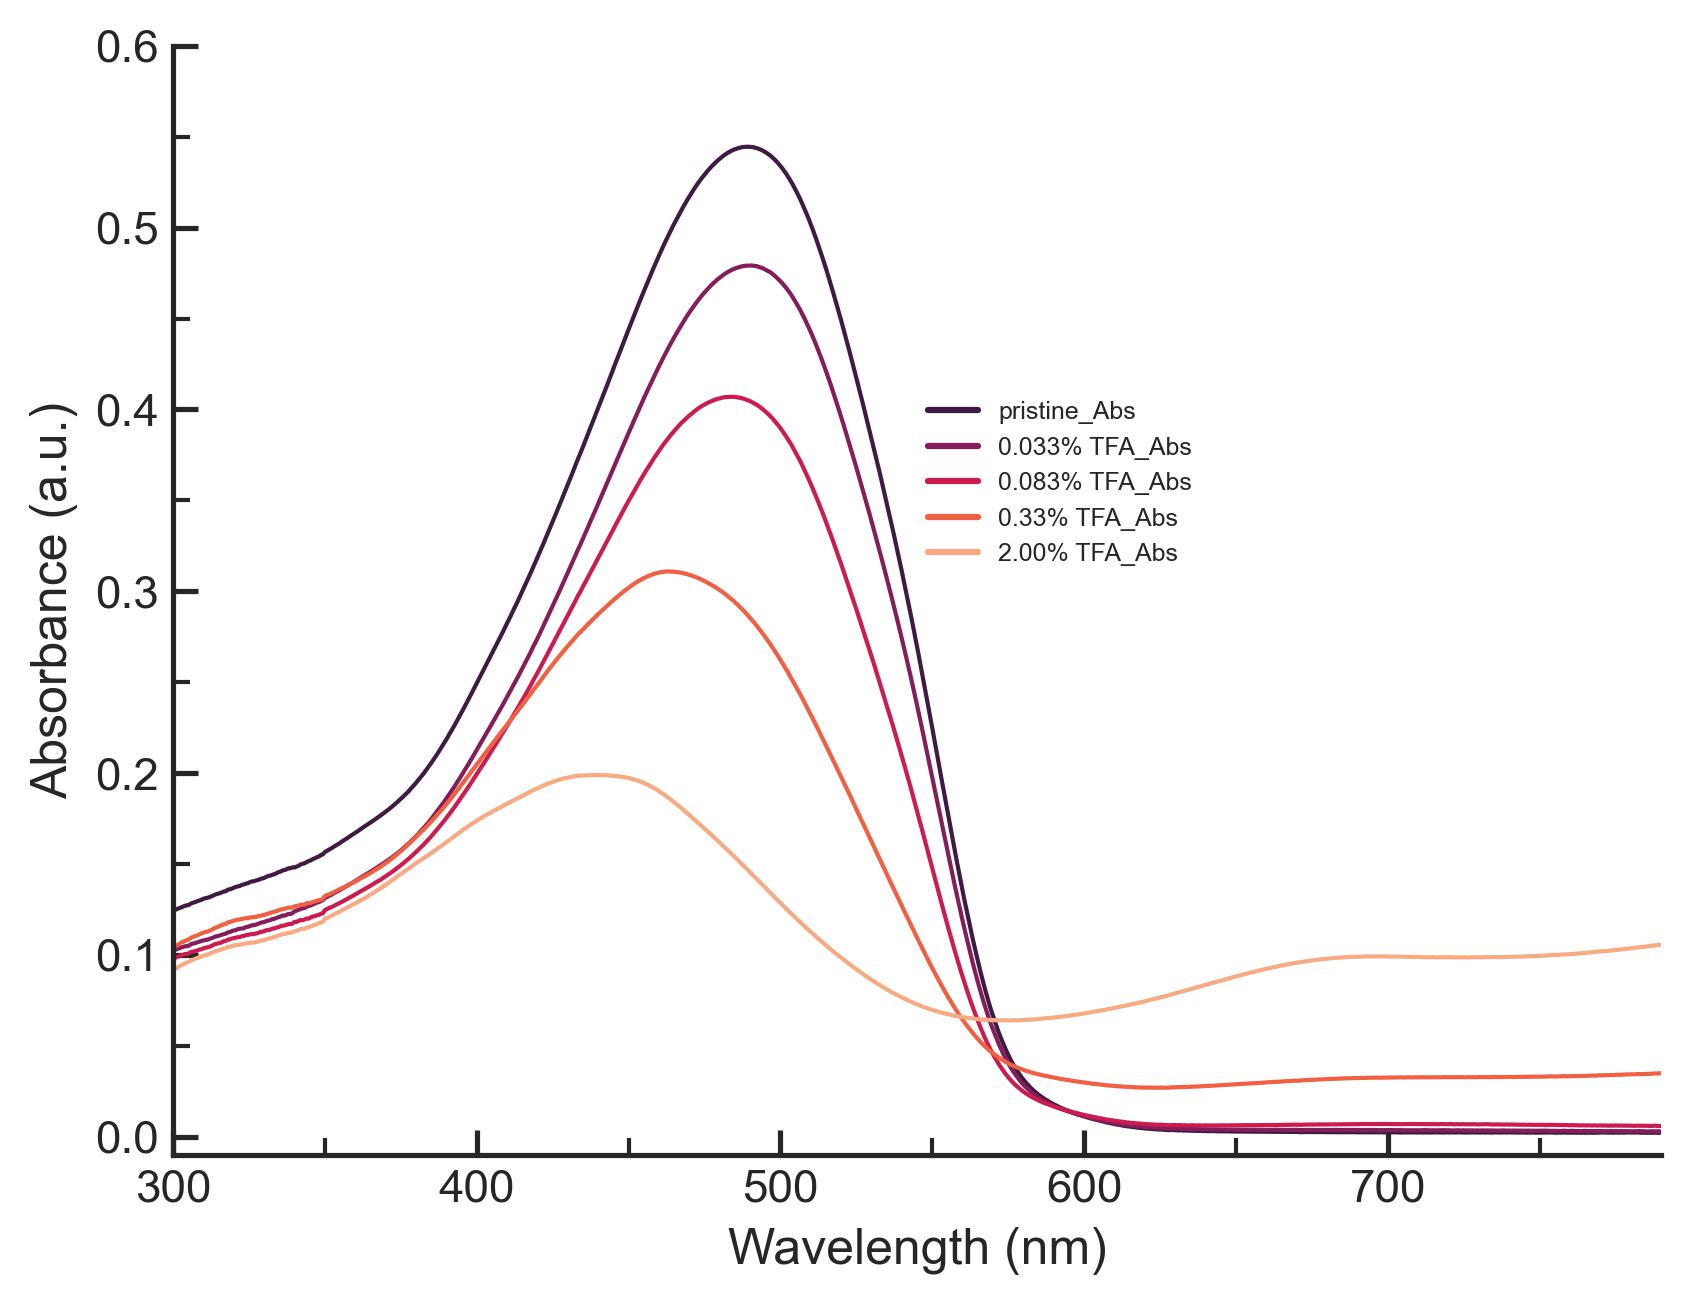 0.6
0.5
0.4
0.3
0.2
0.1
0.0
Absorbance (a.u.)
pristine_Abs
0.033% TFA_Abs
0.083% TFA_Abs
0.33% TFA_Abs
2.00% TFA_Abs
300 400 500 600 700
Wavelength (nm)